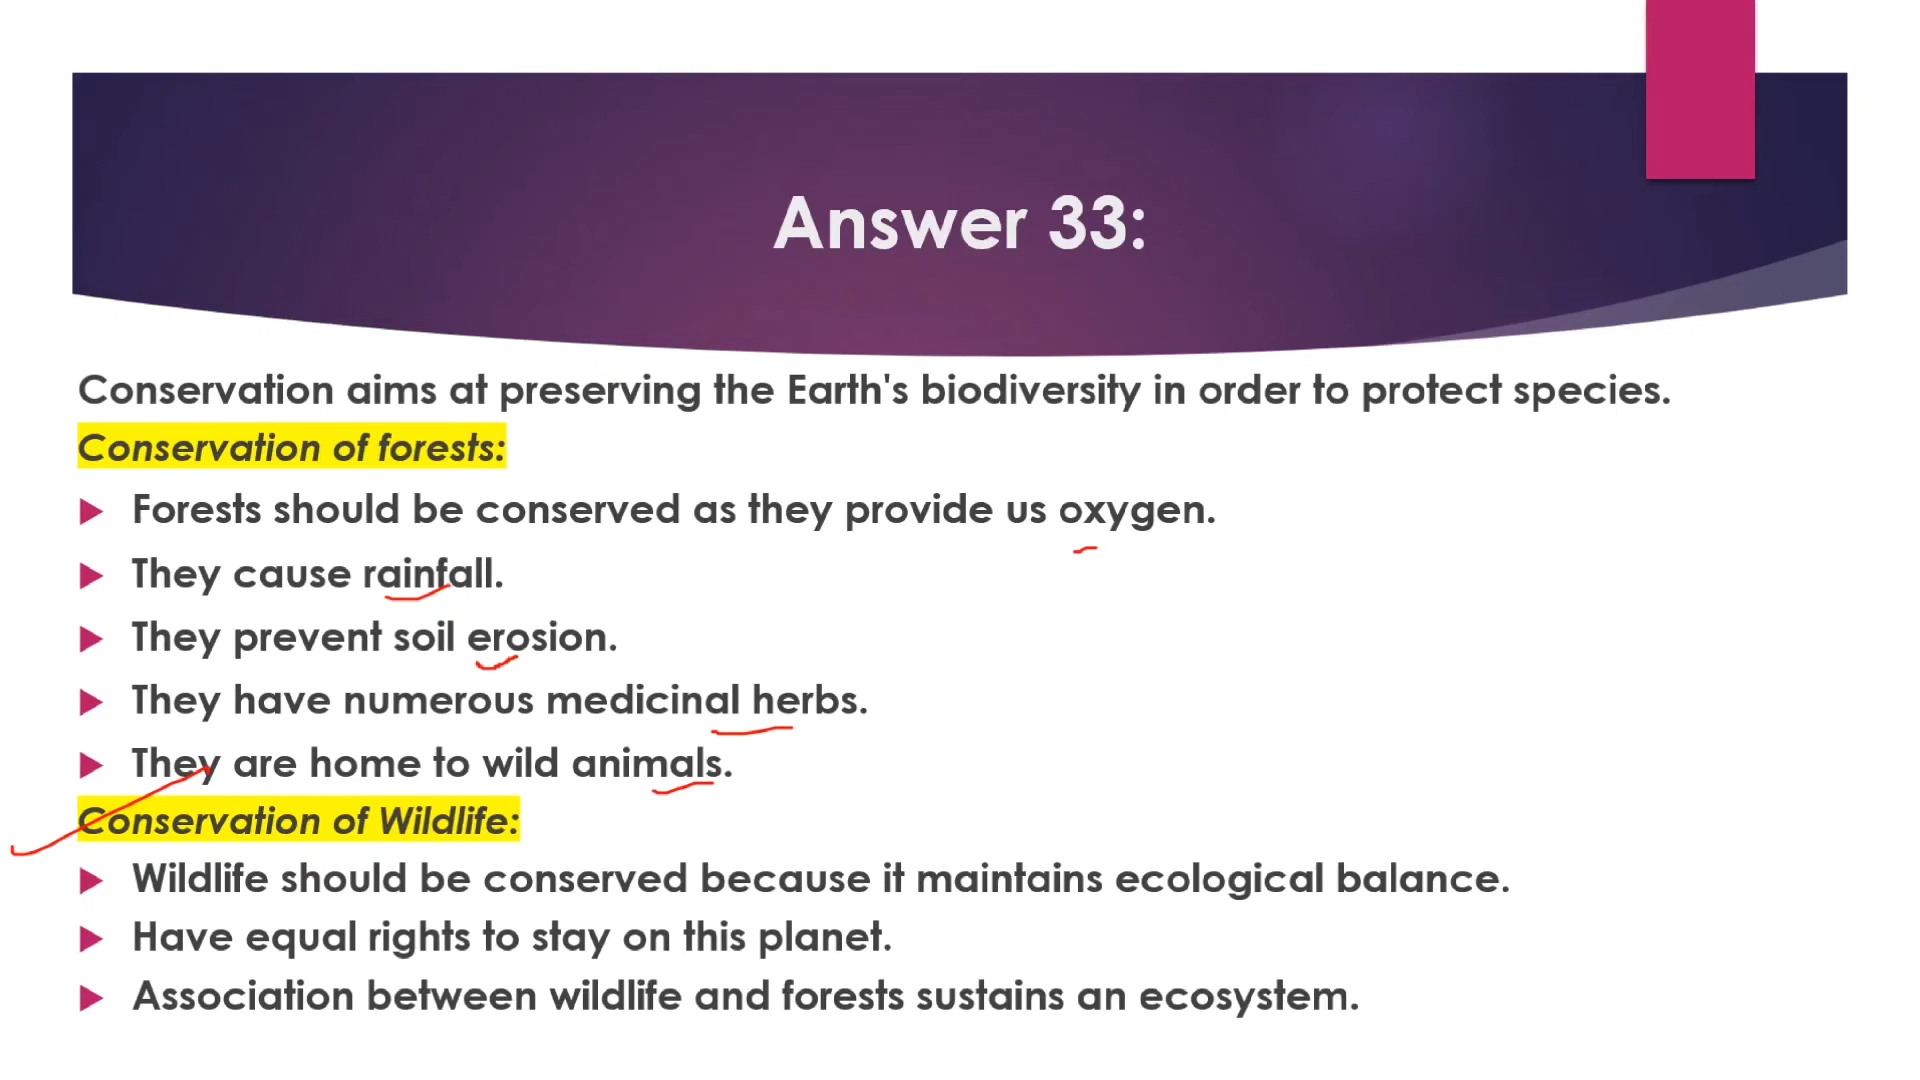 Answer 33:
Conservation aims at preserving the Earth's biodiversity in order to protect species.
Conservation of forests:
Forests should be conserved as they provide us oxygen.
They cause rainfall.
They prevent soil erosion.
They have numerous medicinal herbs.
They are home to wild animals.
Conservation of Wildlife:
Wildlife should be conserved because it maintains ecological balance.
Have equal rights to stay on this planet.
Association between wildlife and forests sustains an ecosystem.